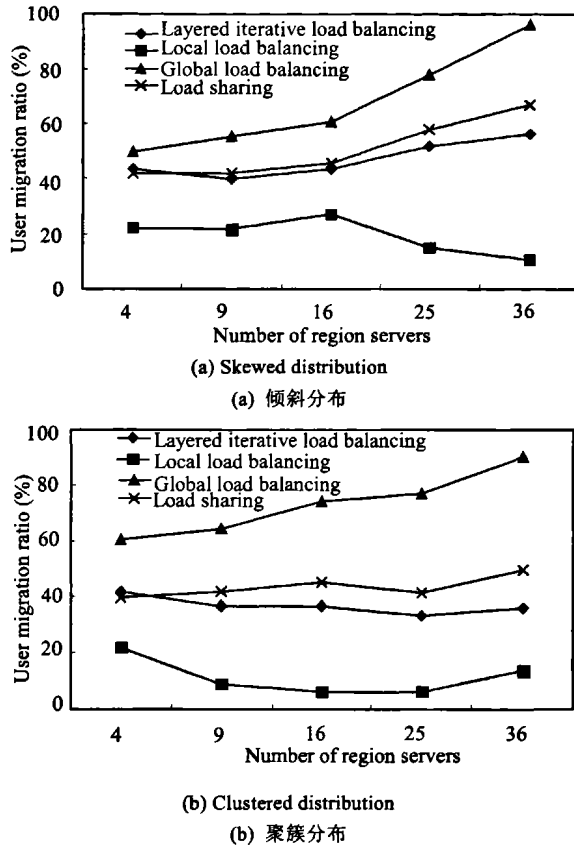 100
80
60
40
20
0
User migration ratio (%)
Layered iterative load balancing
Local load balancing
Global load balancing
Load sharing
4 9 16 25 36
Number of region servers
(a) Skewed distribution
(a) 倾斜分布
100
80
60
40
20
0
User migration ratio (%)
Layered iterative load balancing
Local load balancing
Global load balancing
Load sharing
4 9 16 25 36
Number of region servers
(b) Clustered distribution
(b) 聚簇分布